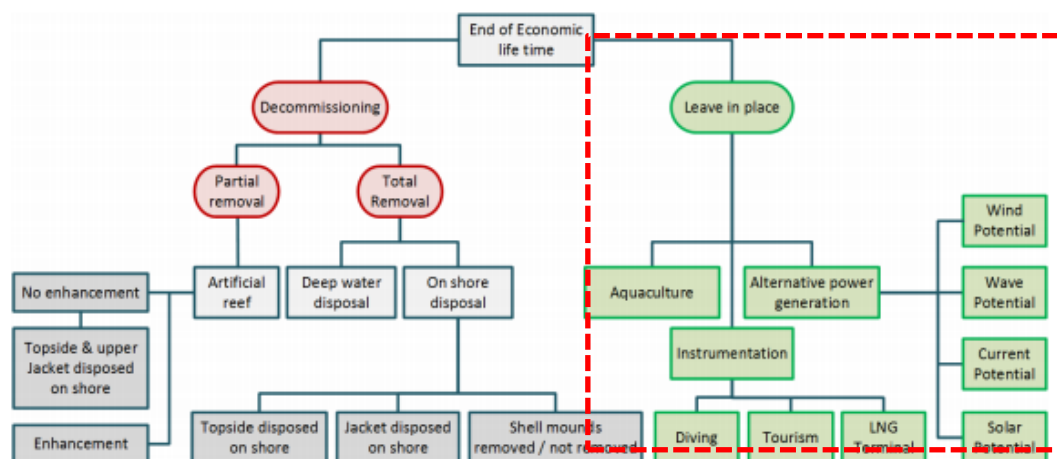 End of Economic
life time
Decommissioning
Leave in place
Partial
removal
Total
Removal
Wind
Potential
No enhancement
Artificial
reef
Deep water
disposal
On shore
disposal
Aquaculture
Alternative power
generation
Wave
Potential
Topside & upper
Jacket disposed
on shore
Instrumentation
Current
Potential
Enhancement
Topside disposed
on shore
Jacket disposed
on shore
Shell mounds
removed / not removed
Diving
Tourism
LNG
Terminal
Solar
Potential